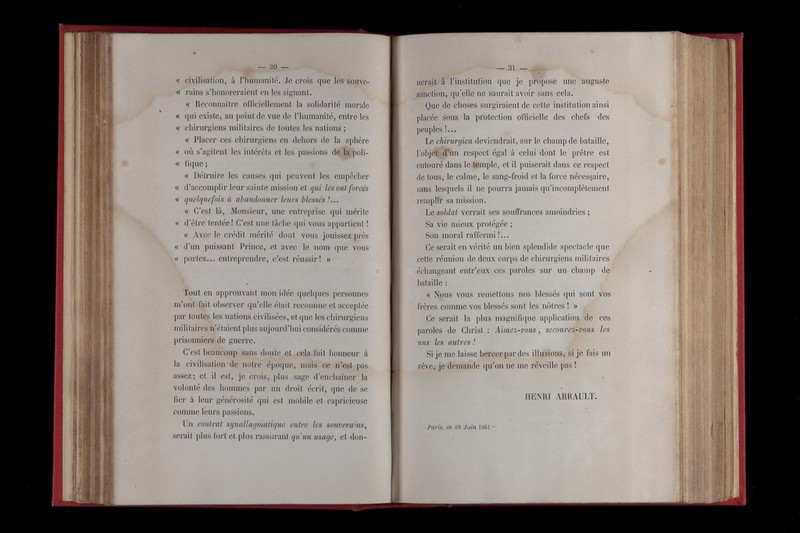 — 30 —
« civilisation, à l'humanité. Je crois que les souve-
« rains s'honoreraient en les signant.
« Reconnaître officiellement la solidarité morale
« qui existe, au point de vue de l'humanité, entre les
« chirurgiens militaires de toutes les nations ;
« Placer ces chirurgiens en dehors de la sphère
« où s'agitent les intérêts et les passions de la poli-
« tique ;
« Détruire les causes qui peuvent les empêcher
« d'accomplir leur sainte mission et qui les ont forcés
« quelquefois à abandonner leurs blessés !...
« C'est là, Monsieur, une entreprise qui mérite
« d'être tentée ! C'est une tâche qui vous appartient !
« Avec le crédit mérité dont vous jouissez près
« d'un puissant Prince, et avec le nom que vous
« portez... entreprendre, c'est réussir! »
Tout en approuvant mon idée quelques personnes
m'ont fait observer qu'elle était reconnue et acceptée
par toutes les nations civilisées, et que les chirurgiens
militaires n'étaient plus aujourd'hui considérés comme
prisonniers de guerre.
C'est beaucoup sans doute et cela fait honneur à
la civilisation de notre époque, mais ce n'est pas
assez; et il est, je crois, plus sage d'enchaîner la
volonté des hommes par un droit écrit, que de se
fier à leur générosité qui est mobile et capricieuse
comme leurs passions.
Un contrat synallagmatique entre les souverains,
serait plus fort et plus rassurant qu'un usage, et don-
— 31 —
nerait à l'institution que je propose une auguste
sanction, qu'elle ne saurait avoir sans cela.
Que de choses surgiraient de cette institution ainsi
placée sous la protection officielle des chefs des
peuples !...
Le chirurgien deviendrait, sur le champ de bataille,
l'objet d'un respect égal à celui dont le prêtre est
entouré dans le temple, et il puiserait dans ce respect
de tous, le calme, le sang-froid et la force nécessaire,
sans lesquels il ne pourra jamais qu'incomplètement
remplir sa mission.
Le soldat verrait ses souffrances amoindries ;
Sa vie mieux protégée ;
Son moral raffermi !...
Ce serait en vérité un bien splendide spectacle que
cette réunion de deux corps de chirurgiens militaires
échangeant entr'eux ces paroles sur un champ de
bataille :
« Nous vous remettons nos blessés qui sont vos
frères comme vos blessés sont les nôtres ! »
Ce serait la plus magnifique application de ces
paroles de Christ : Aimez-vous, secourez-vous les
uns les autres !
Si je me laisse bercer par des illusions, si je fais un
rêve, je demande qu'on ne me réveille pas !
HENRI ARRAULT.
Paris, ce 10 Juin 1861